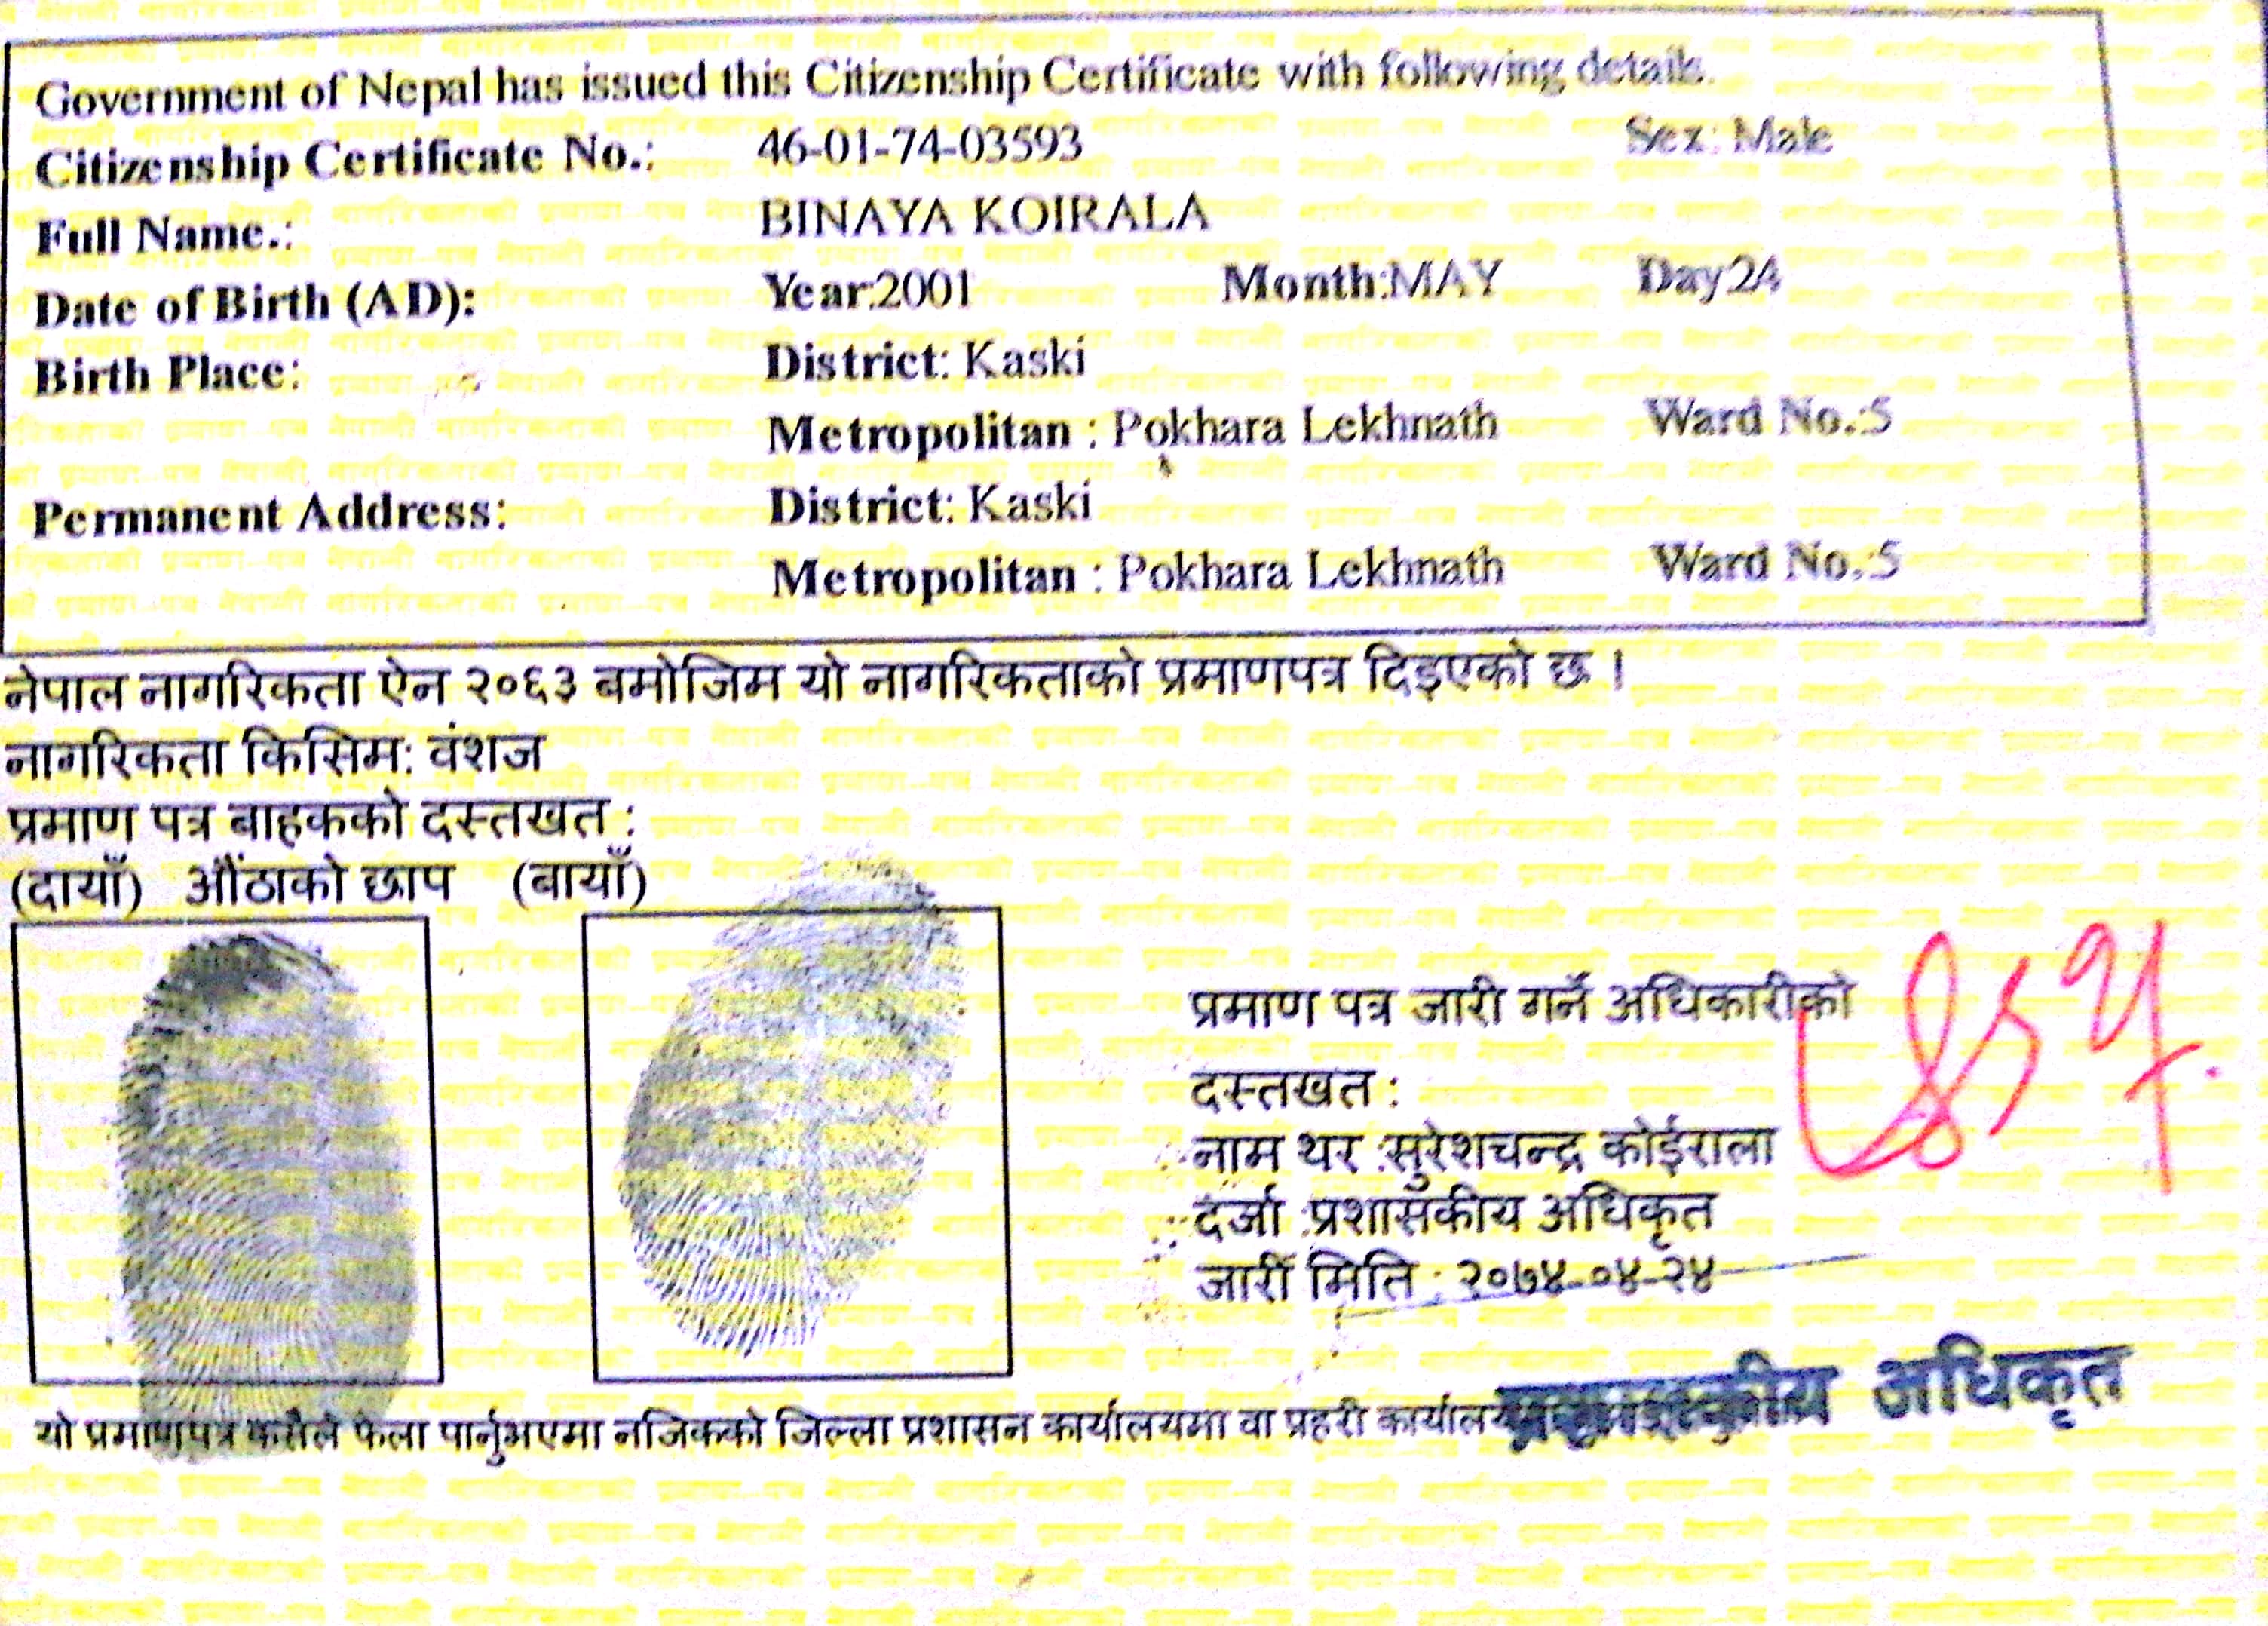 Government of Nepal has issued this Citizenship Certificate with following details.
Citizenship Certificate No.: 46-01-74-03593 Sex: Male
Full Name.: BINAYA KOIRALA
Date of Birth (AD): Year:2001 Month:MAY Day24
Birth Place: District: Kaski
Metropolitan : Pokhara Lekhnath Ward No.:5
Permanent Address: District: Kaski
Metropolitan : Pokhara Lekhnath Ward No.:5
नेपाल नागरिकता ऐन २०६३ बमोजिम यो नागरिकताको प्रमाणपत्र दिइएको छ ।
नागरिकता किसिम: वंशज
प्रमाण पत्र बाहकको दस्तखत :
(दायाँ) औंठाको छाप (बायाँ)
प्रमाण पत्र जारी गर्ने अधिकारीको
दस्तखत :
नाम थर :सुरेशचन्द्र कोईराला
दर्जा :प्रशासकीय अधिकृत
जारी मिति : २०७४-०४-२४
प्रशासकीय अधिकृत
यो प्रमाणपत्र कसैले फेला पार्नुभएमा नजिकको जिल्ला प्रशासन कार्यालयमा वा प्रहरी